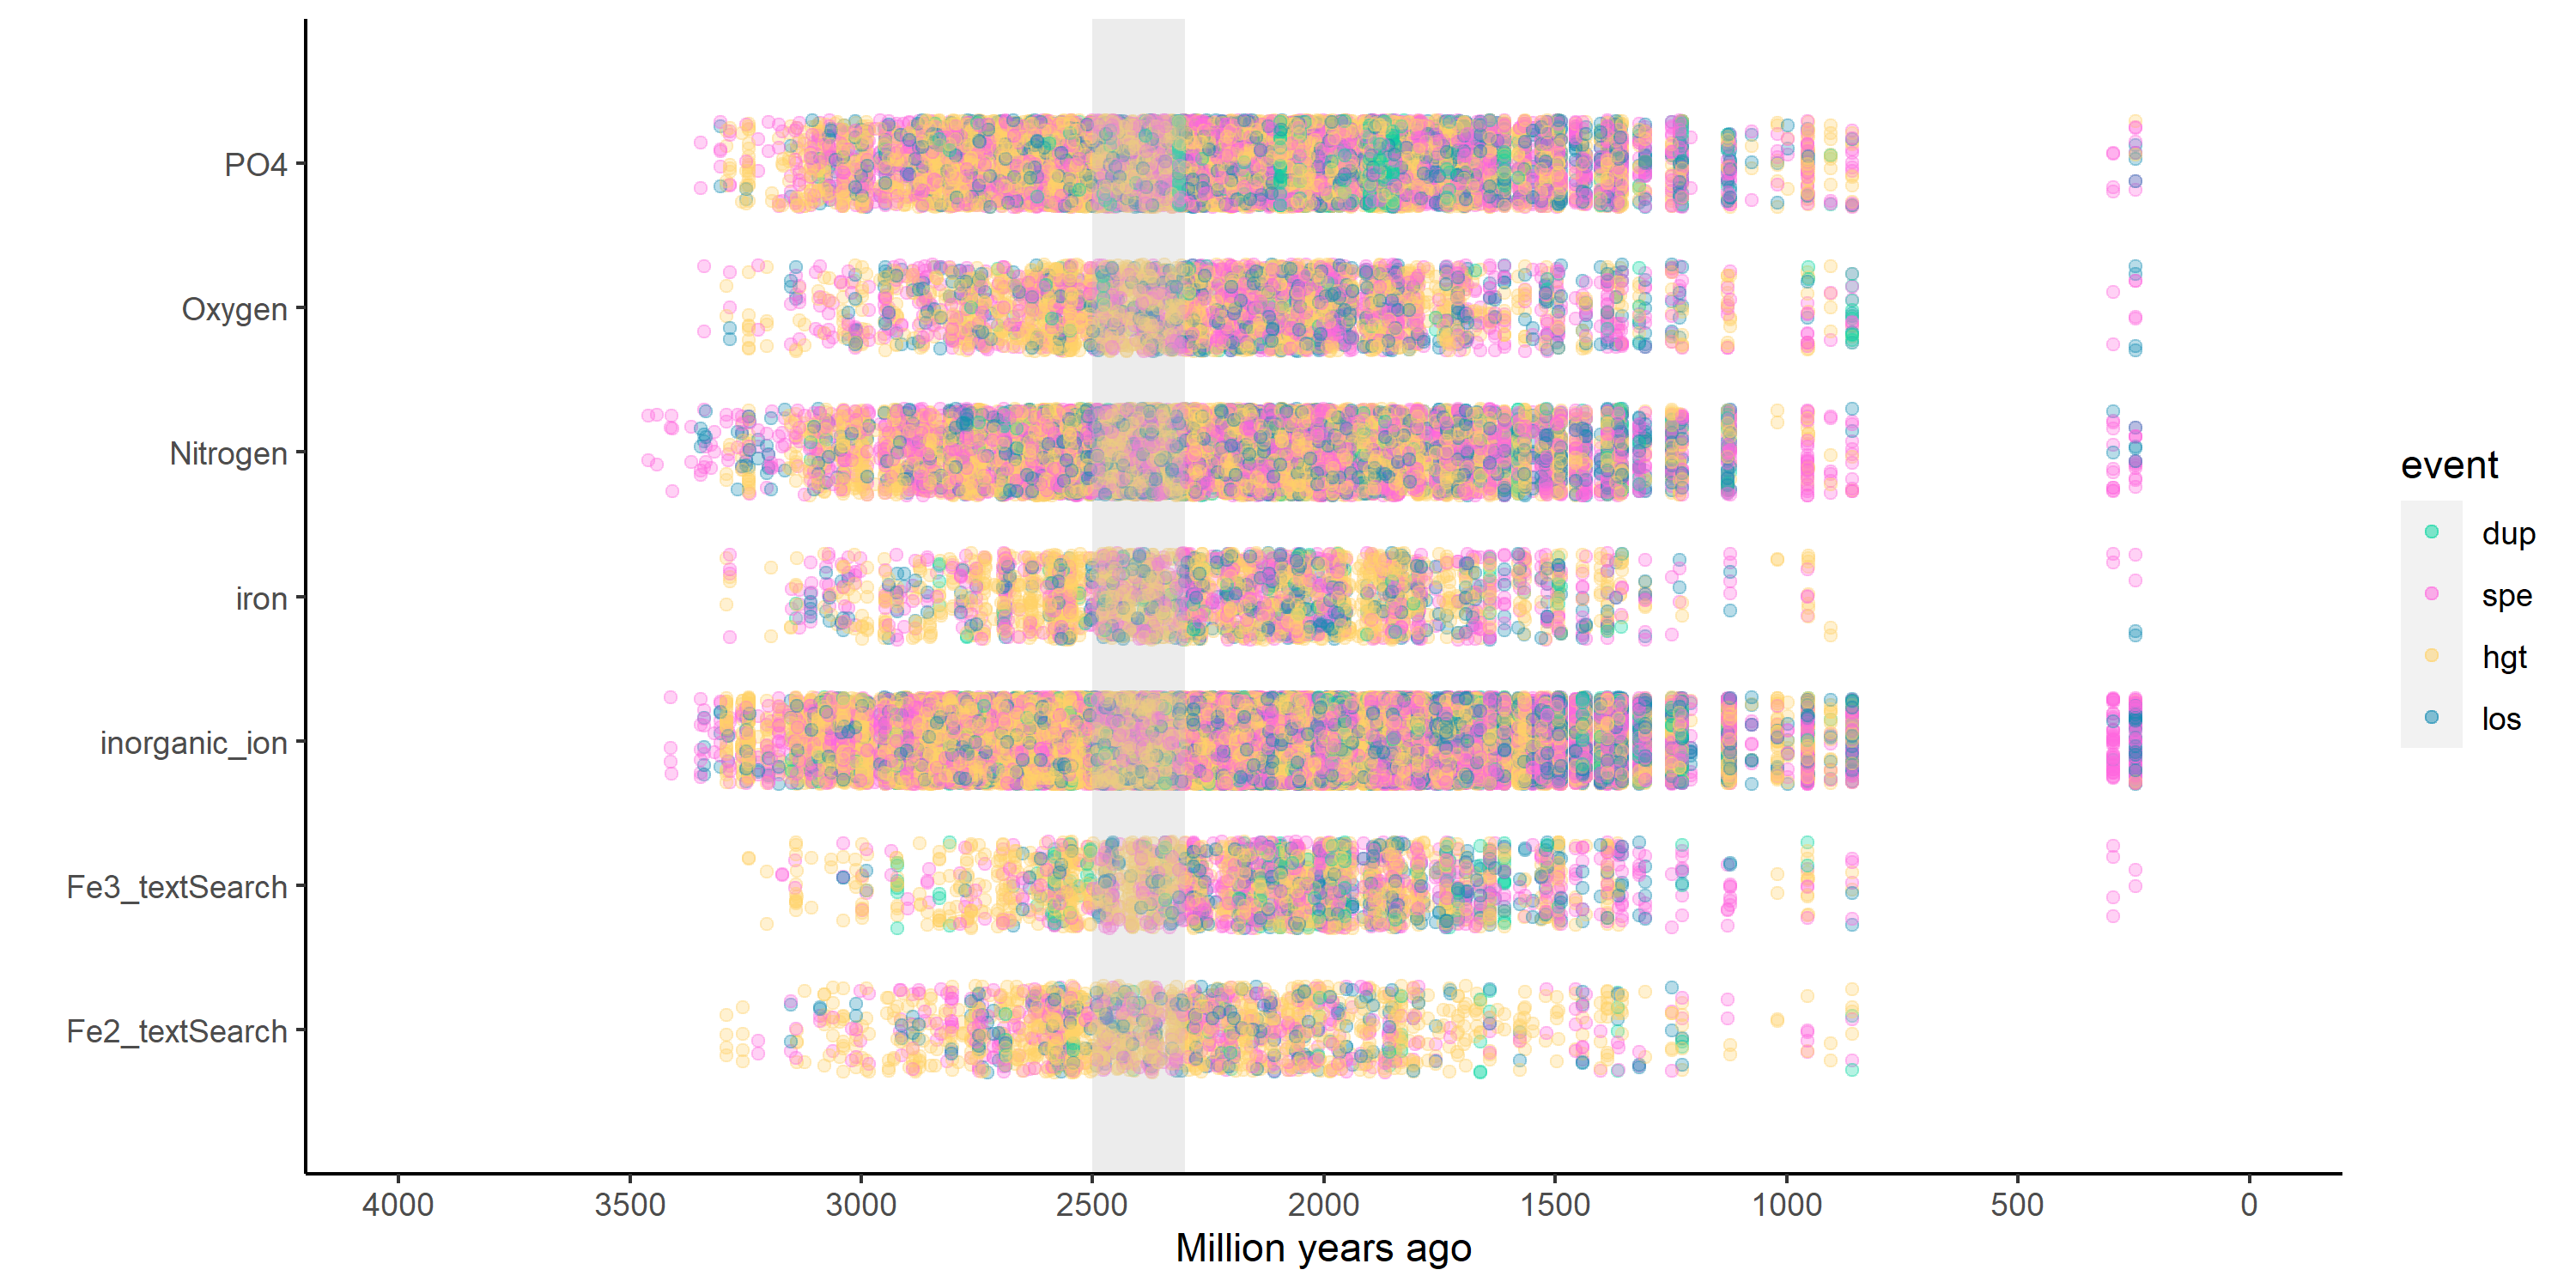 PO4
Oxygen
Nitrogen
iron
inorganic_ion
Fe3_textSearch
Fe2_textSearch
4000 3500 3000 2500 2000 1500 1000 500 0
Million years ago
event
dup
spe
hgt
los